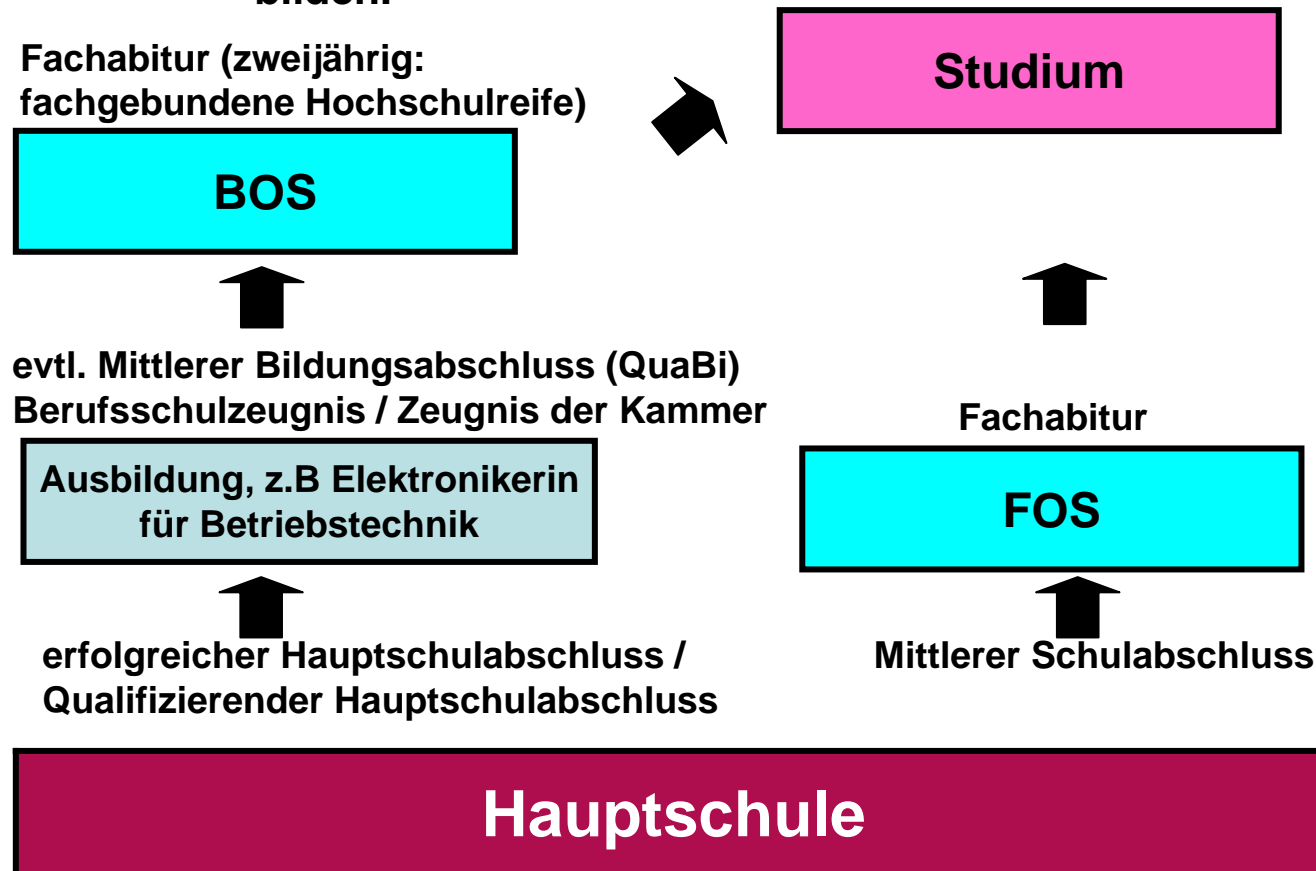 bilden.
Fachabitur (zweijährig:
fachgebundene Hochschulreife)
Studium
BOS
evtl. Mittlerer Bildungsabschluss (QuaBi)
Berufsschulzeugnis / Zeugnis der Kammer
Fachabitur
Ausbildung, z.B Elektronikerin
für Betriebstechnik
FOS
erfolgreicher Hauptschulabschluss /
Qualifizierender Hauptschulabschluss
Mittlerer Schulabschluss
Hauptschule